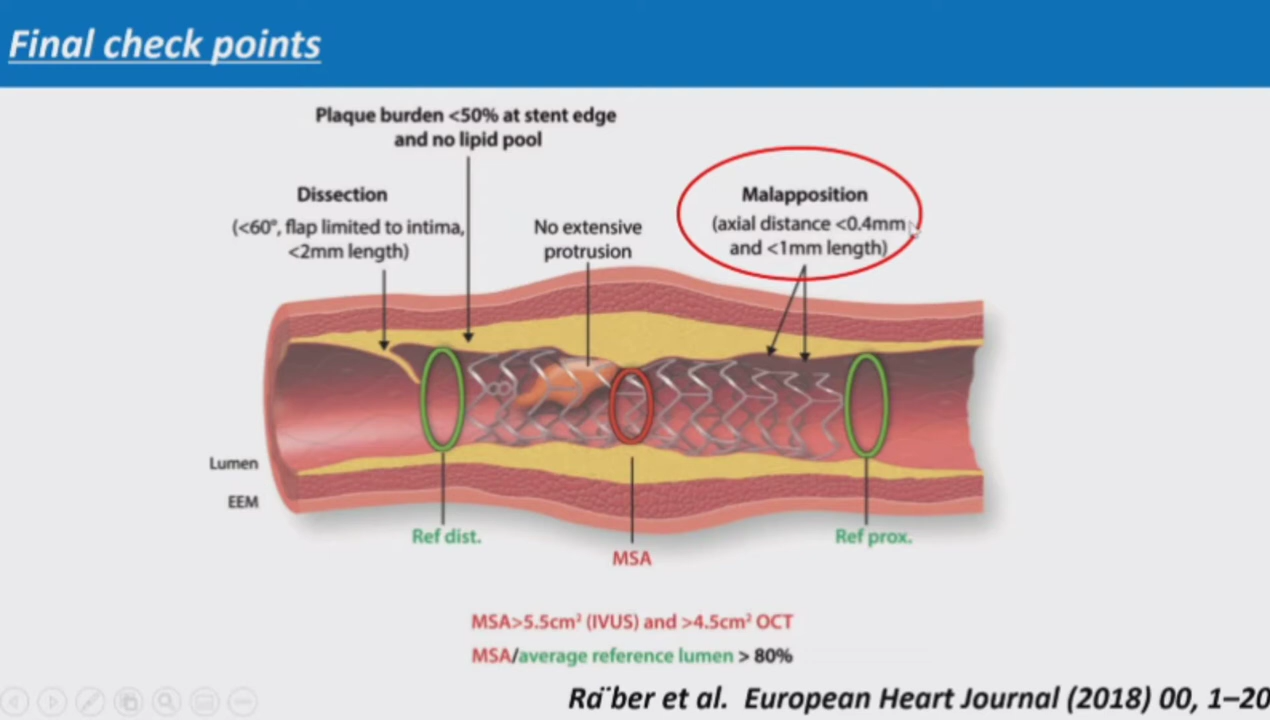 Final check points
Plaque burden <50% at stent edge
and no lipid pool
Dissection
(<60°, flap limited to intima,
<2mm length)
No extensive
protrusion
Malapposition
(axial distance <0.4mm
and <1mm length)
Lumen
EEM
Ref dist.
MSA
Ref prox.
MSA>5.5cm² (IVUS) and >4.5cm² OCT
MSA/average reference lumen > 80%
Ra¨ber et al. European Heart Journal (2018) 00, 1–20